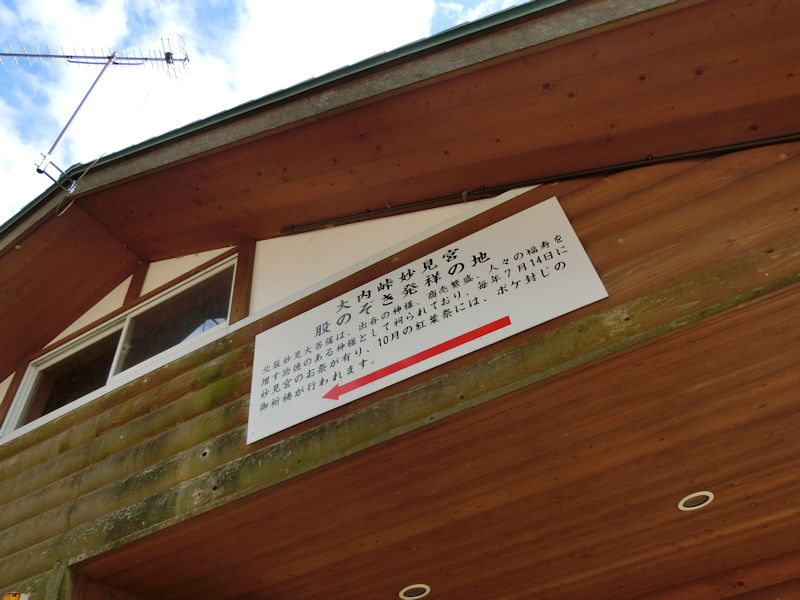 大内峠妙見宮
股のぞき発祥の地
北辰妙見大菩薩は、出呑の神様、商売繁盛、人々の福寿を
増す功徳のある神様として祠られており、毎年７月14日に
妙見宮のお祭が有り、10月の紅葉祭には、ボケ封じの
御祈祷が行われます。